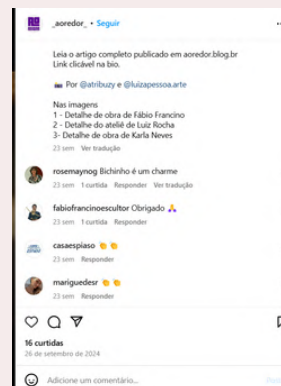 _aoredor_ • Seguir
Leia o artigo completo publicado em aoredor.blog.br
Link clicável na bio.
📷 Por @atribuzy e @luizapessoa.arte
Nas imagens
1 - Detalhe de obra de Fábio Francino
2 - Detalhe do ateliê de Luiz Rocha
3- Detalhe de obra de Karla Neves
23 sem Ver tradução
rosemaynog Bichinho é um charme
23 sem 1 curtida Responder Ver tradução
fabiofrancinoescultor Obrigado 🙏
23 sem 1 curtida Responder
casaespiaso 👏 👏
23 sem Responder
mariguedesr 👏 👏
23 sem Responder
16 curtidas
26 de setembro de 2024
Adicione um comentário...